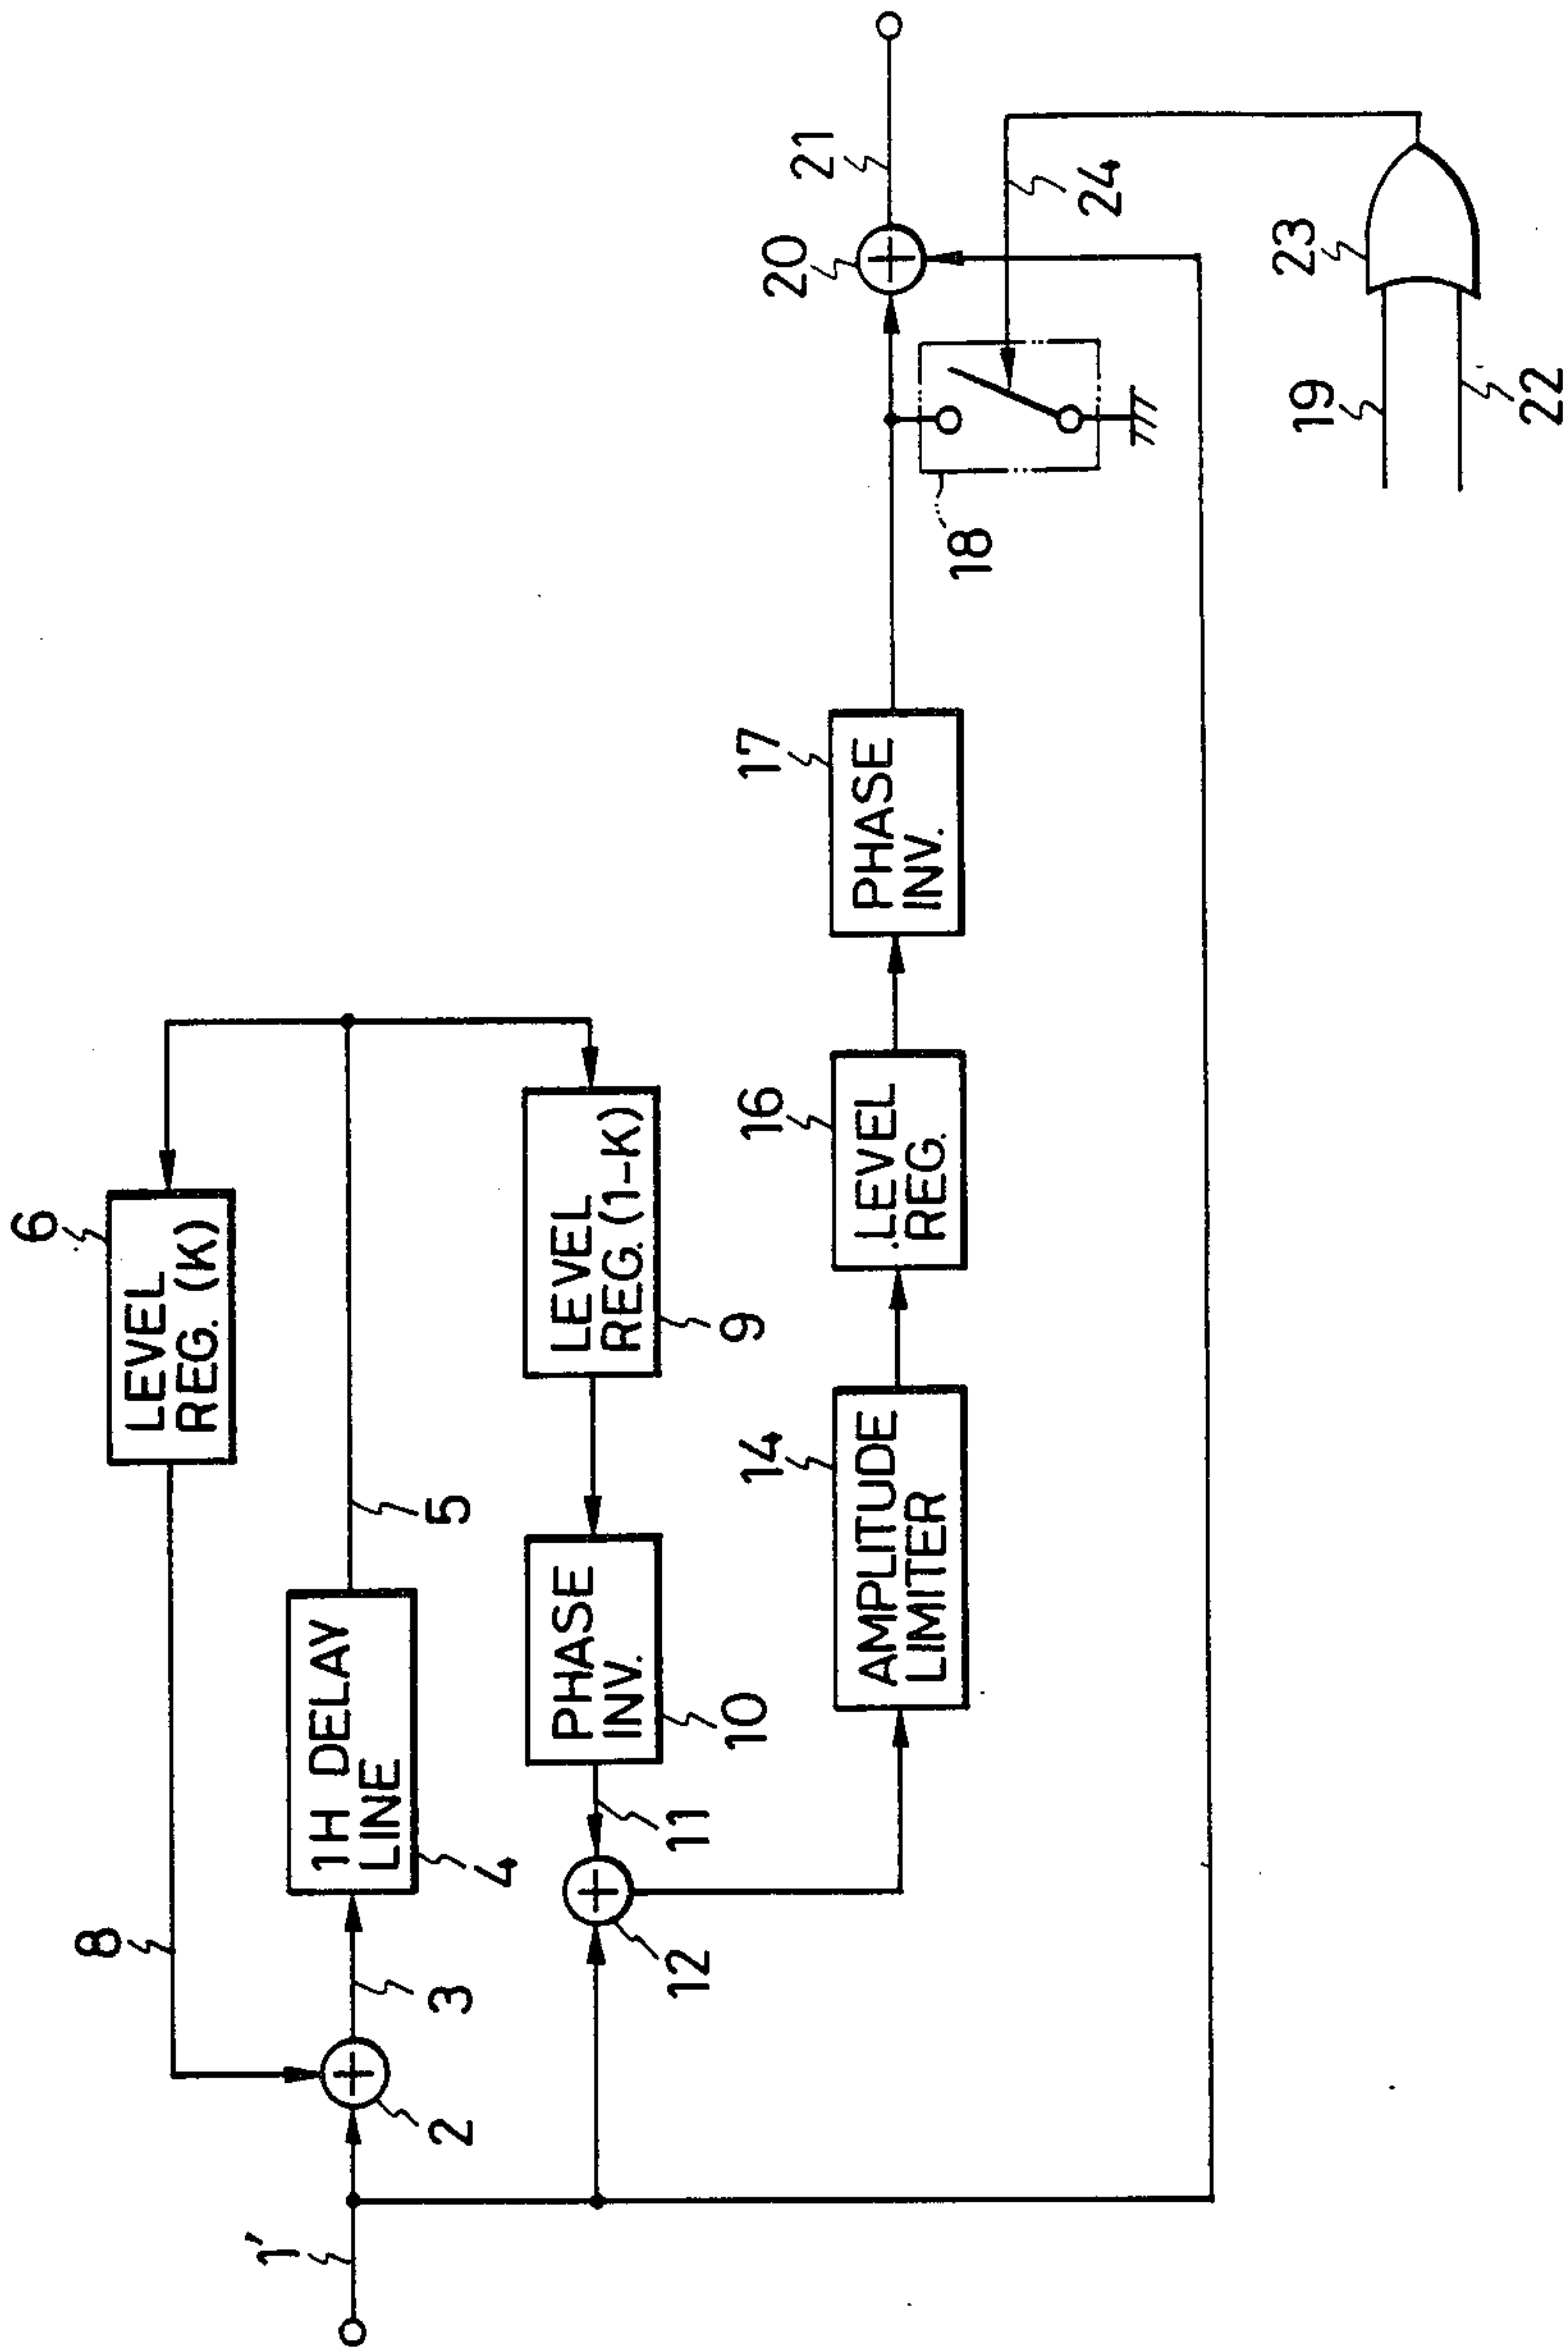 6
LEVEL
REG. (K)
8
1'
2
3
1H DELAY
LINE
4
5
LEVEL
REG. (1-K)
9
PHASE
INV.
10
11
12
14
AMPLITUDE
LIMITER
16
LEVEL
REG.
17
PHASE
INV.
18
20
21
24
19
22
23